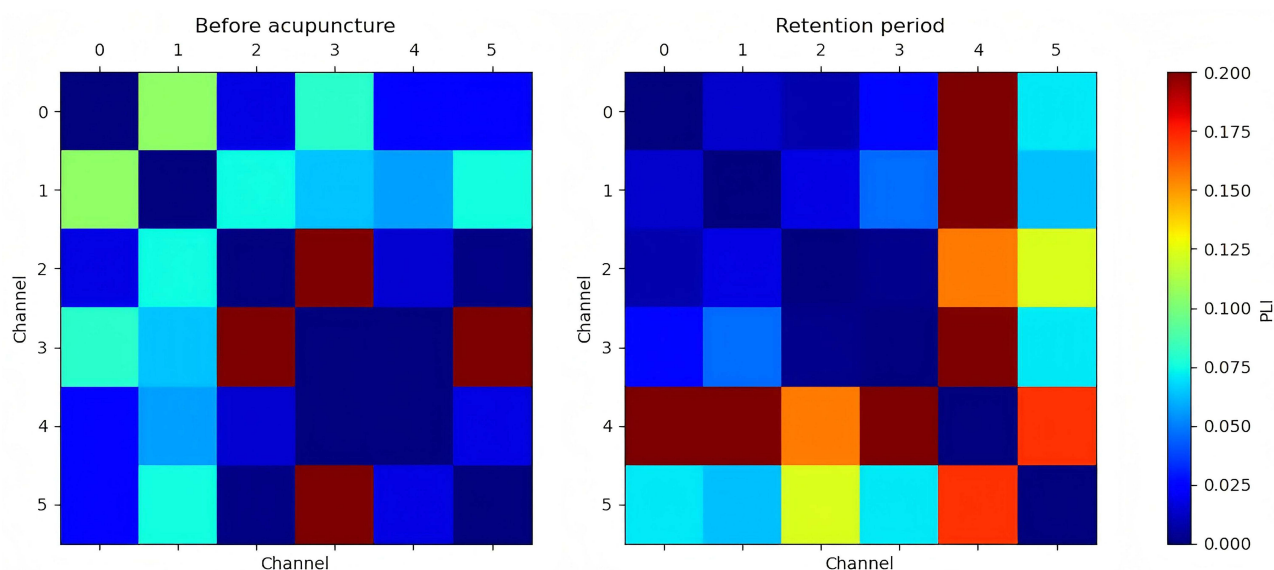 Before acupuncture
0 1 2 3 4 5
0
1
2
3
4
5
Channel
Channel
Retention period
0 1 2 3 4 5
0
1
2
3
4
5
Channel
Channel
0.200
0.175
0.150
0.125
0.100
0.075
0.050
0.025
0.000
PLI